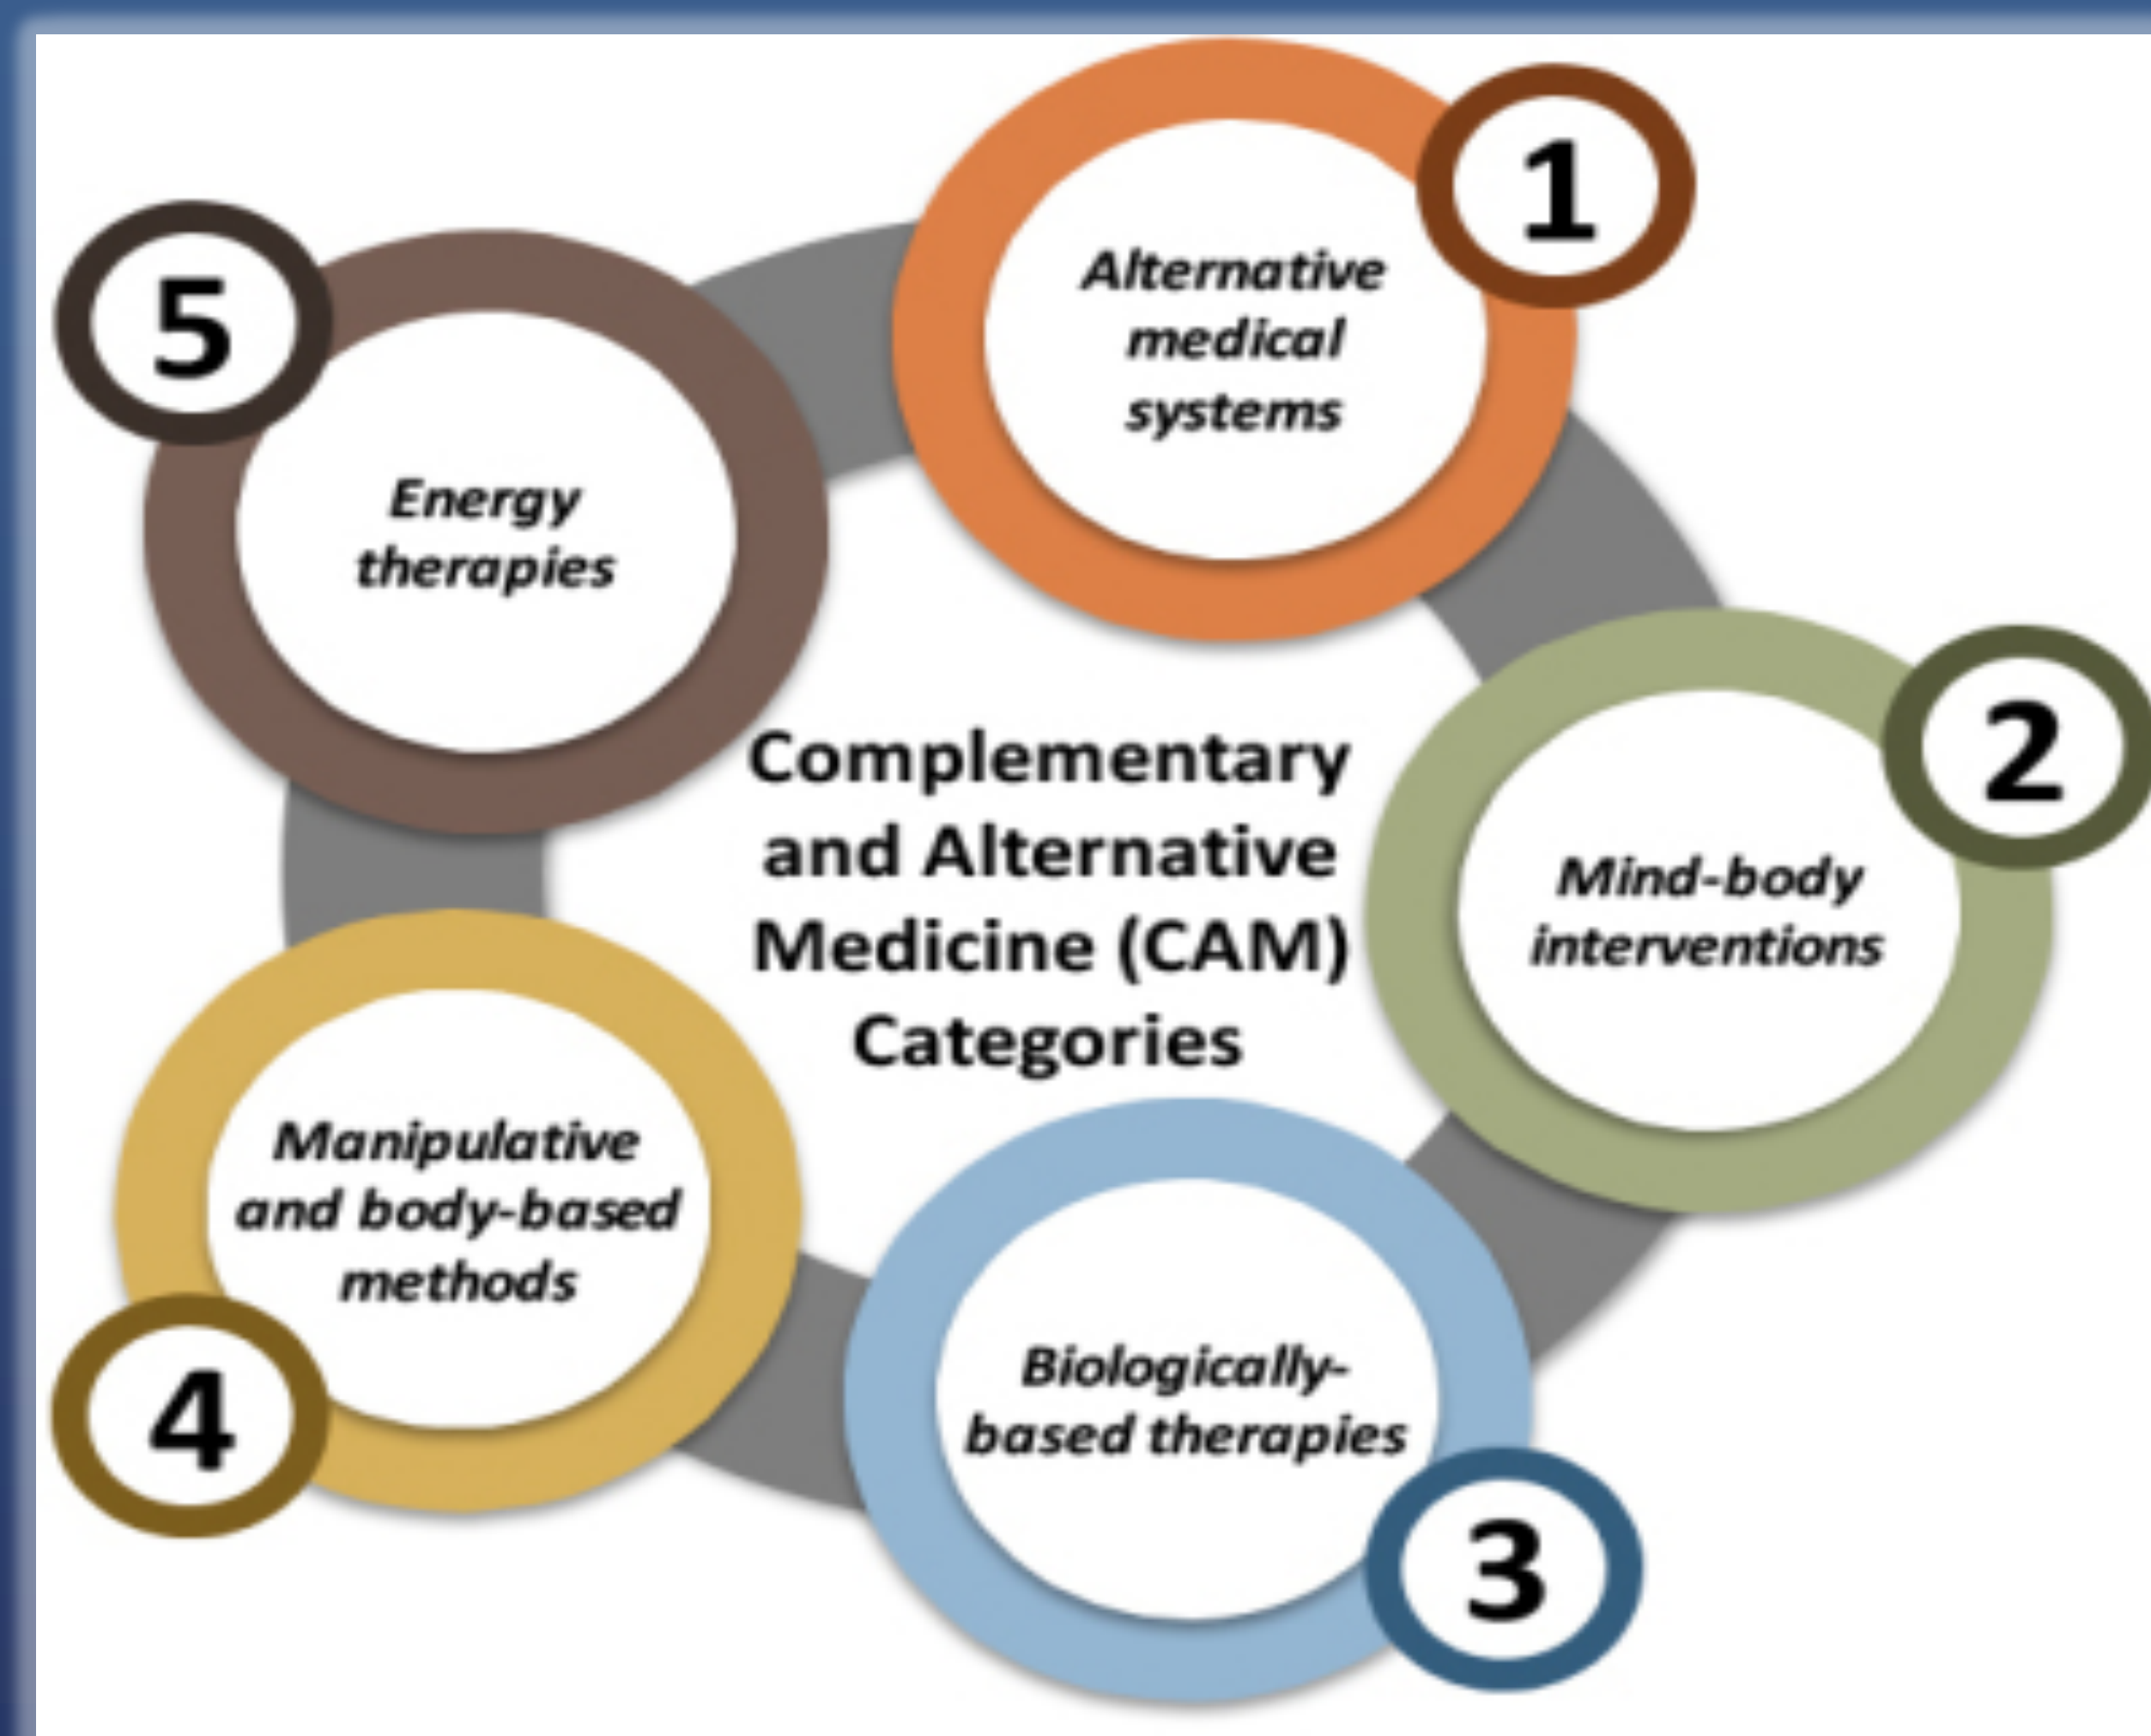 1
Alternative
medical
systems
2
Mind-body
interventions
3
Biologically-
based therapies
4
Manipulative
and body-based
methods
5
Energy
therapies
Complementary
and Alternative
Medicine (CAM)
Categories